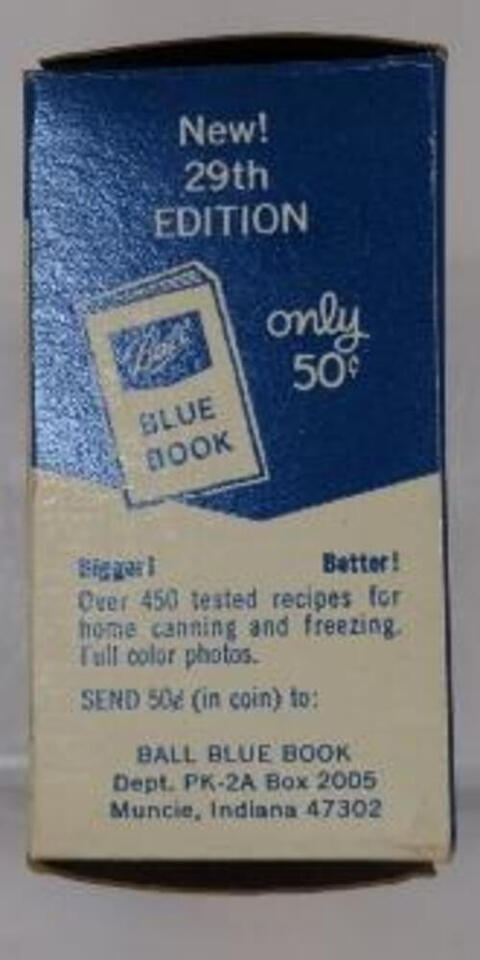 New!
29th
EDITION
only
50¢
Ball
BLUE
BOOK
Bigger! Better!
Over 450 tested recipes for
home canning and freezing.
Full color photos.
SEND 50¢ (in coin) to:
BALL BLUE BOOK
Dept. PK-2A Box 2005
Muncie, Indiana 47302